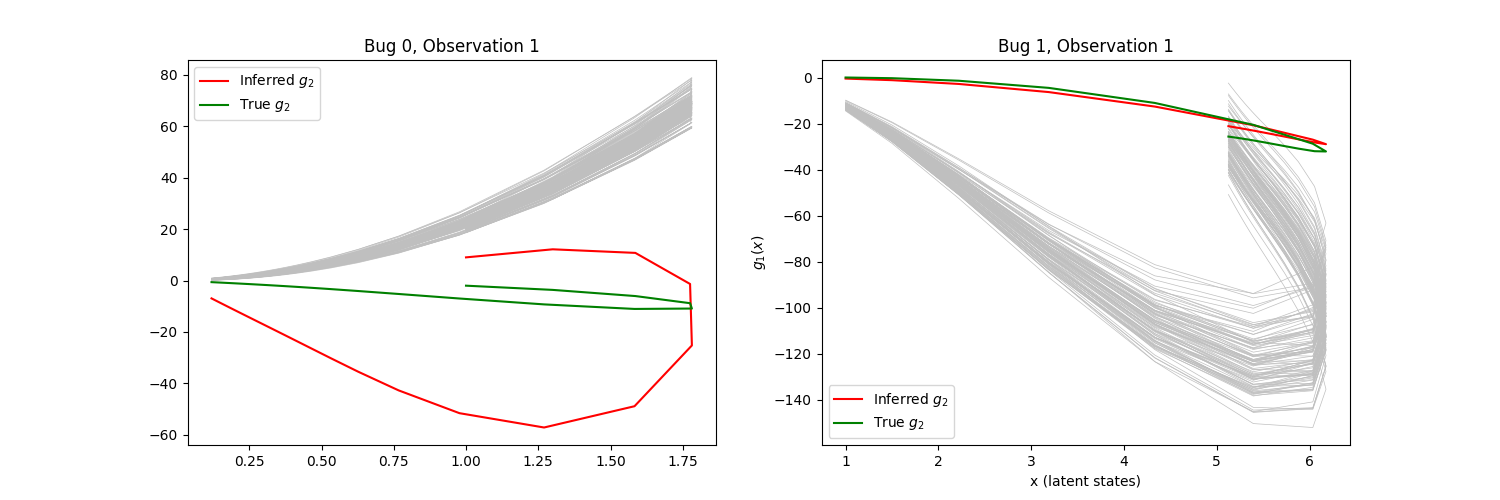 Bug 0, Observation 1
Inferred g₂
True g₂
80
60
40
20
0
−20
−40
−60
0.25 0.50 0.75 1.00 1.25 1.50 1.75
Bug 1, Observation 1
g₁(x)
0
−20
−40
−60
−80
−100
−120
−140
Inferred g₂
True g₂
1 2 3 4 5 6
x (latent states)